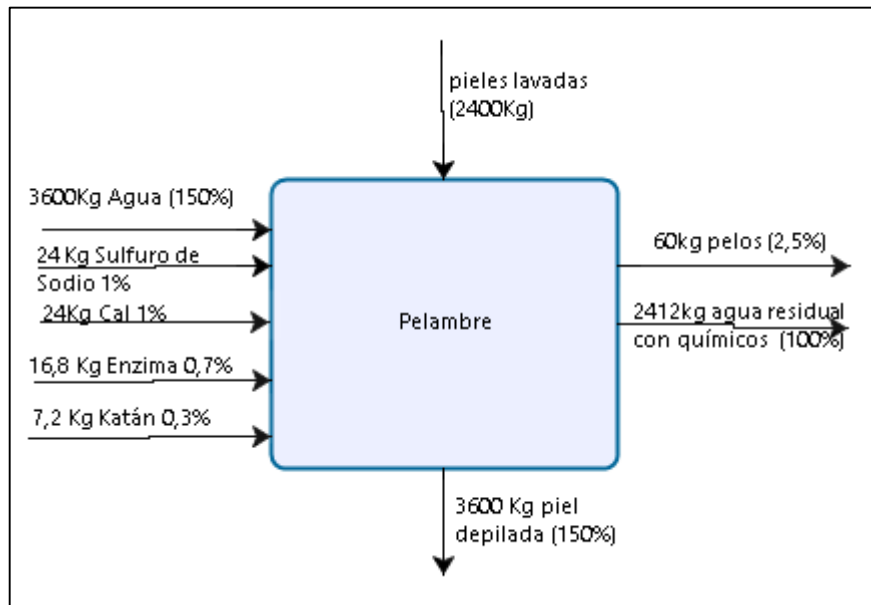 pieles lavadas
(2400Kg)
3600Kg Agua (150%)
24 Kg Sulfuro de
Sodio 1%
24Kg Cal 1%
16,8 Kg Enzima 0,7%
7,2 Kg Katán 0,3%
Pelambre
60kg pelos (2,5%)
2412kg agua residual
con químicos (100%)
3600 Kg piel
depilada (150%)